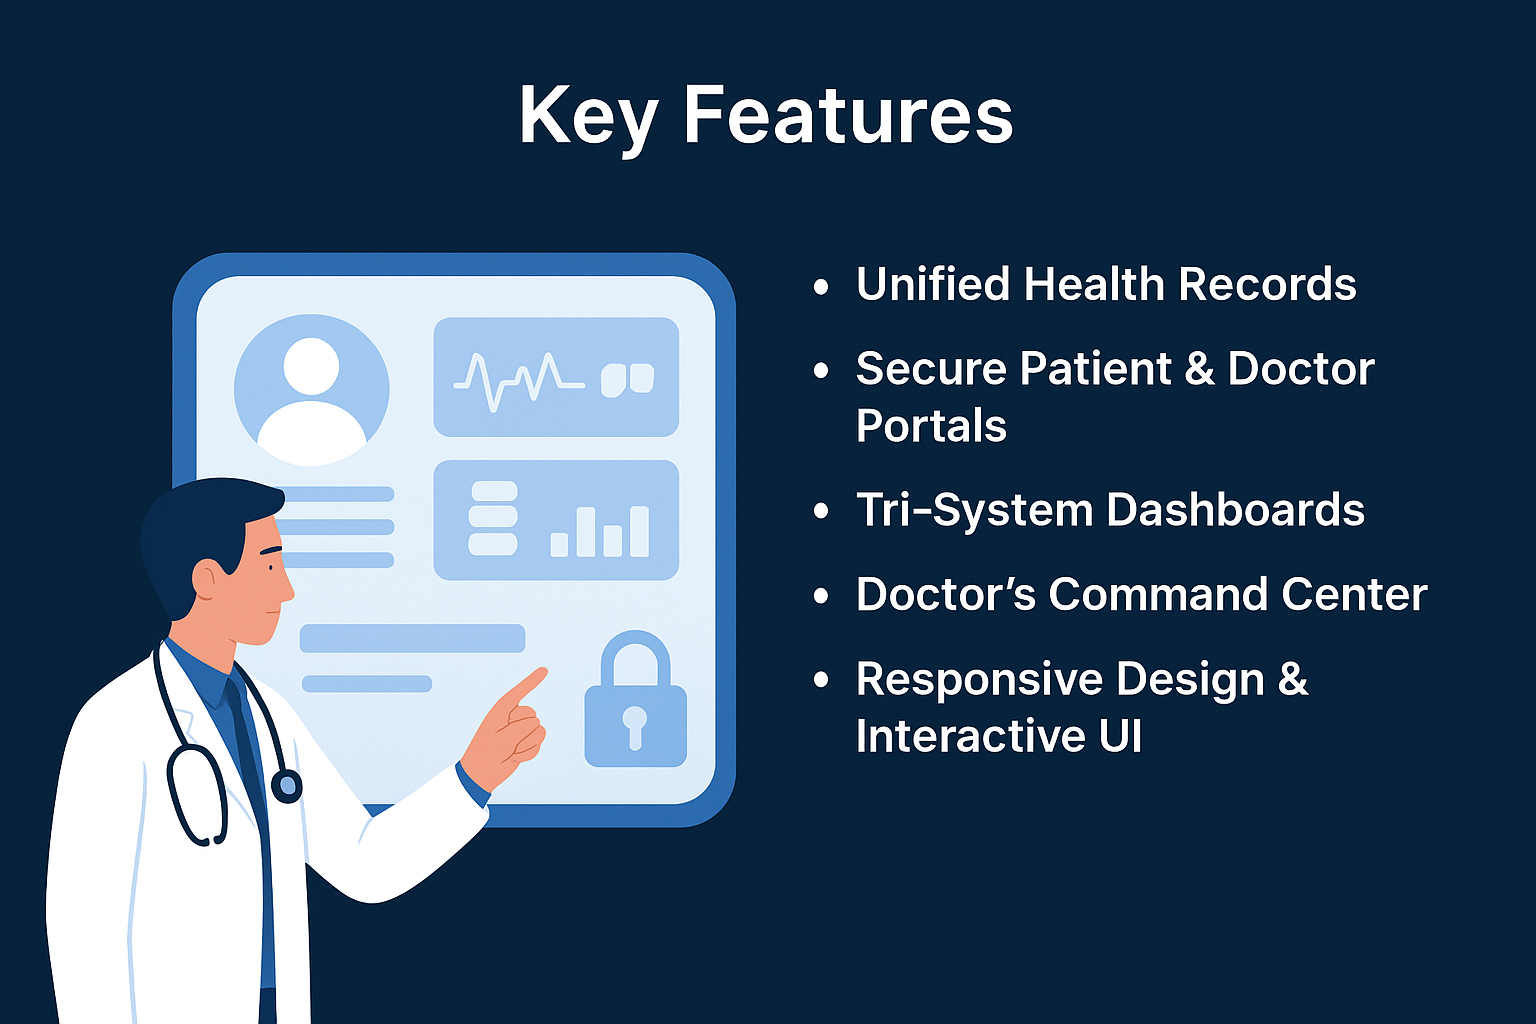 Key Features
• Unified Health Records
• Secure Patient & Doctor
Portals
• Tri-System Dashboards
• Doctor’s Command Center
• Responsive Design &
Interactive UI